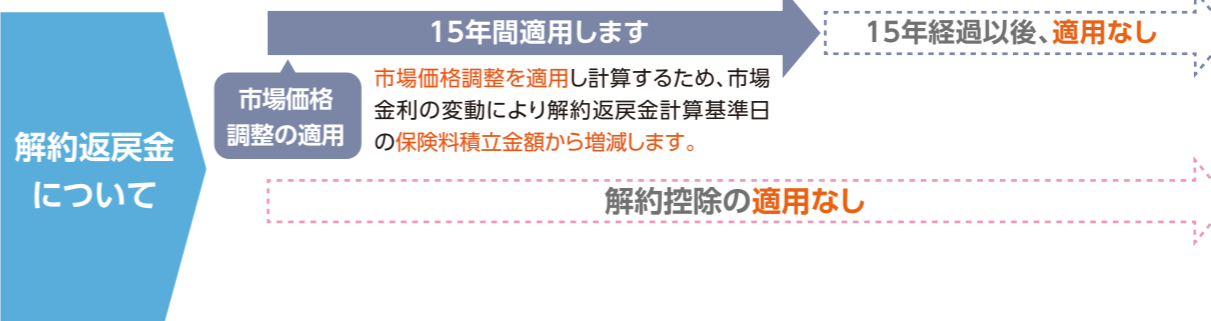 解約返戻金
について
15年間適用します
15年経過以後、適用なし
市場価格
調整の適用
市場価格調整を適用し計算するため、市場
金利の変動により解約返戻金計算基準日
の保険料積立金額から増減します。
解約控除の適用なし